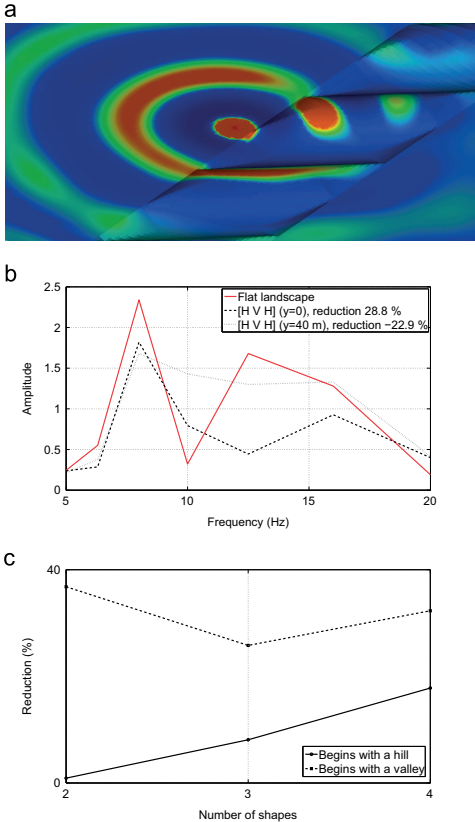 a
b
2.5
2
1.5
1
0.5
0
Amplitude
Flat landscape
[H V H] (y=0), reduction 28.8 %
[H V H] (y=40 m), reduction −22.9 %
5
10
15
20
Frequency (Hz)
c
40
0
Reduction (%)
Begins with a hill
Begins with a valley
2
3
4
Number of shapes